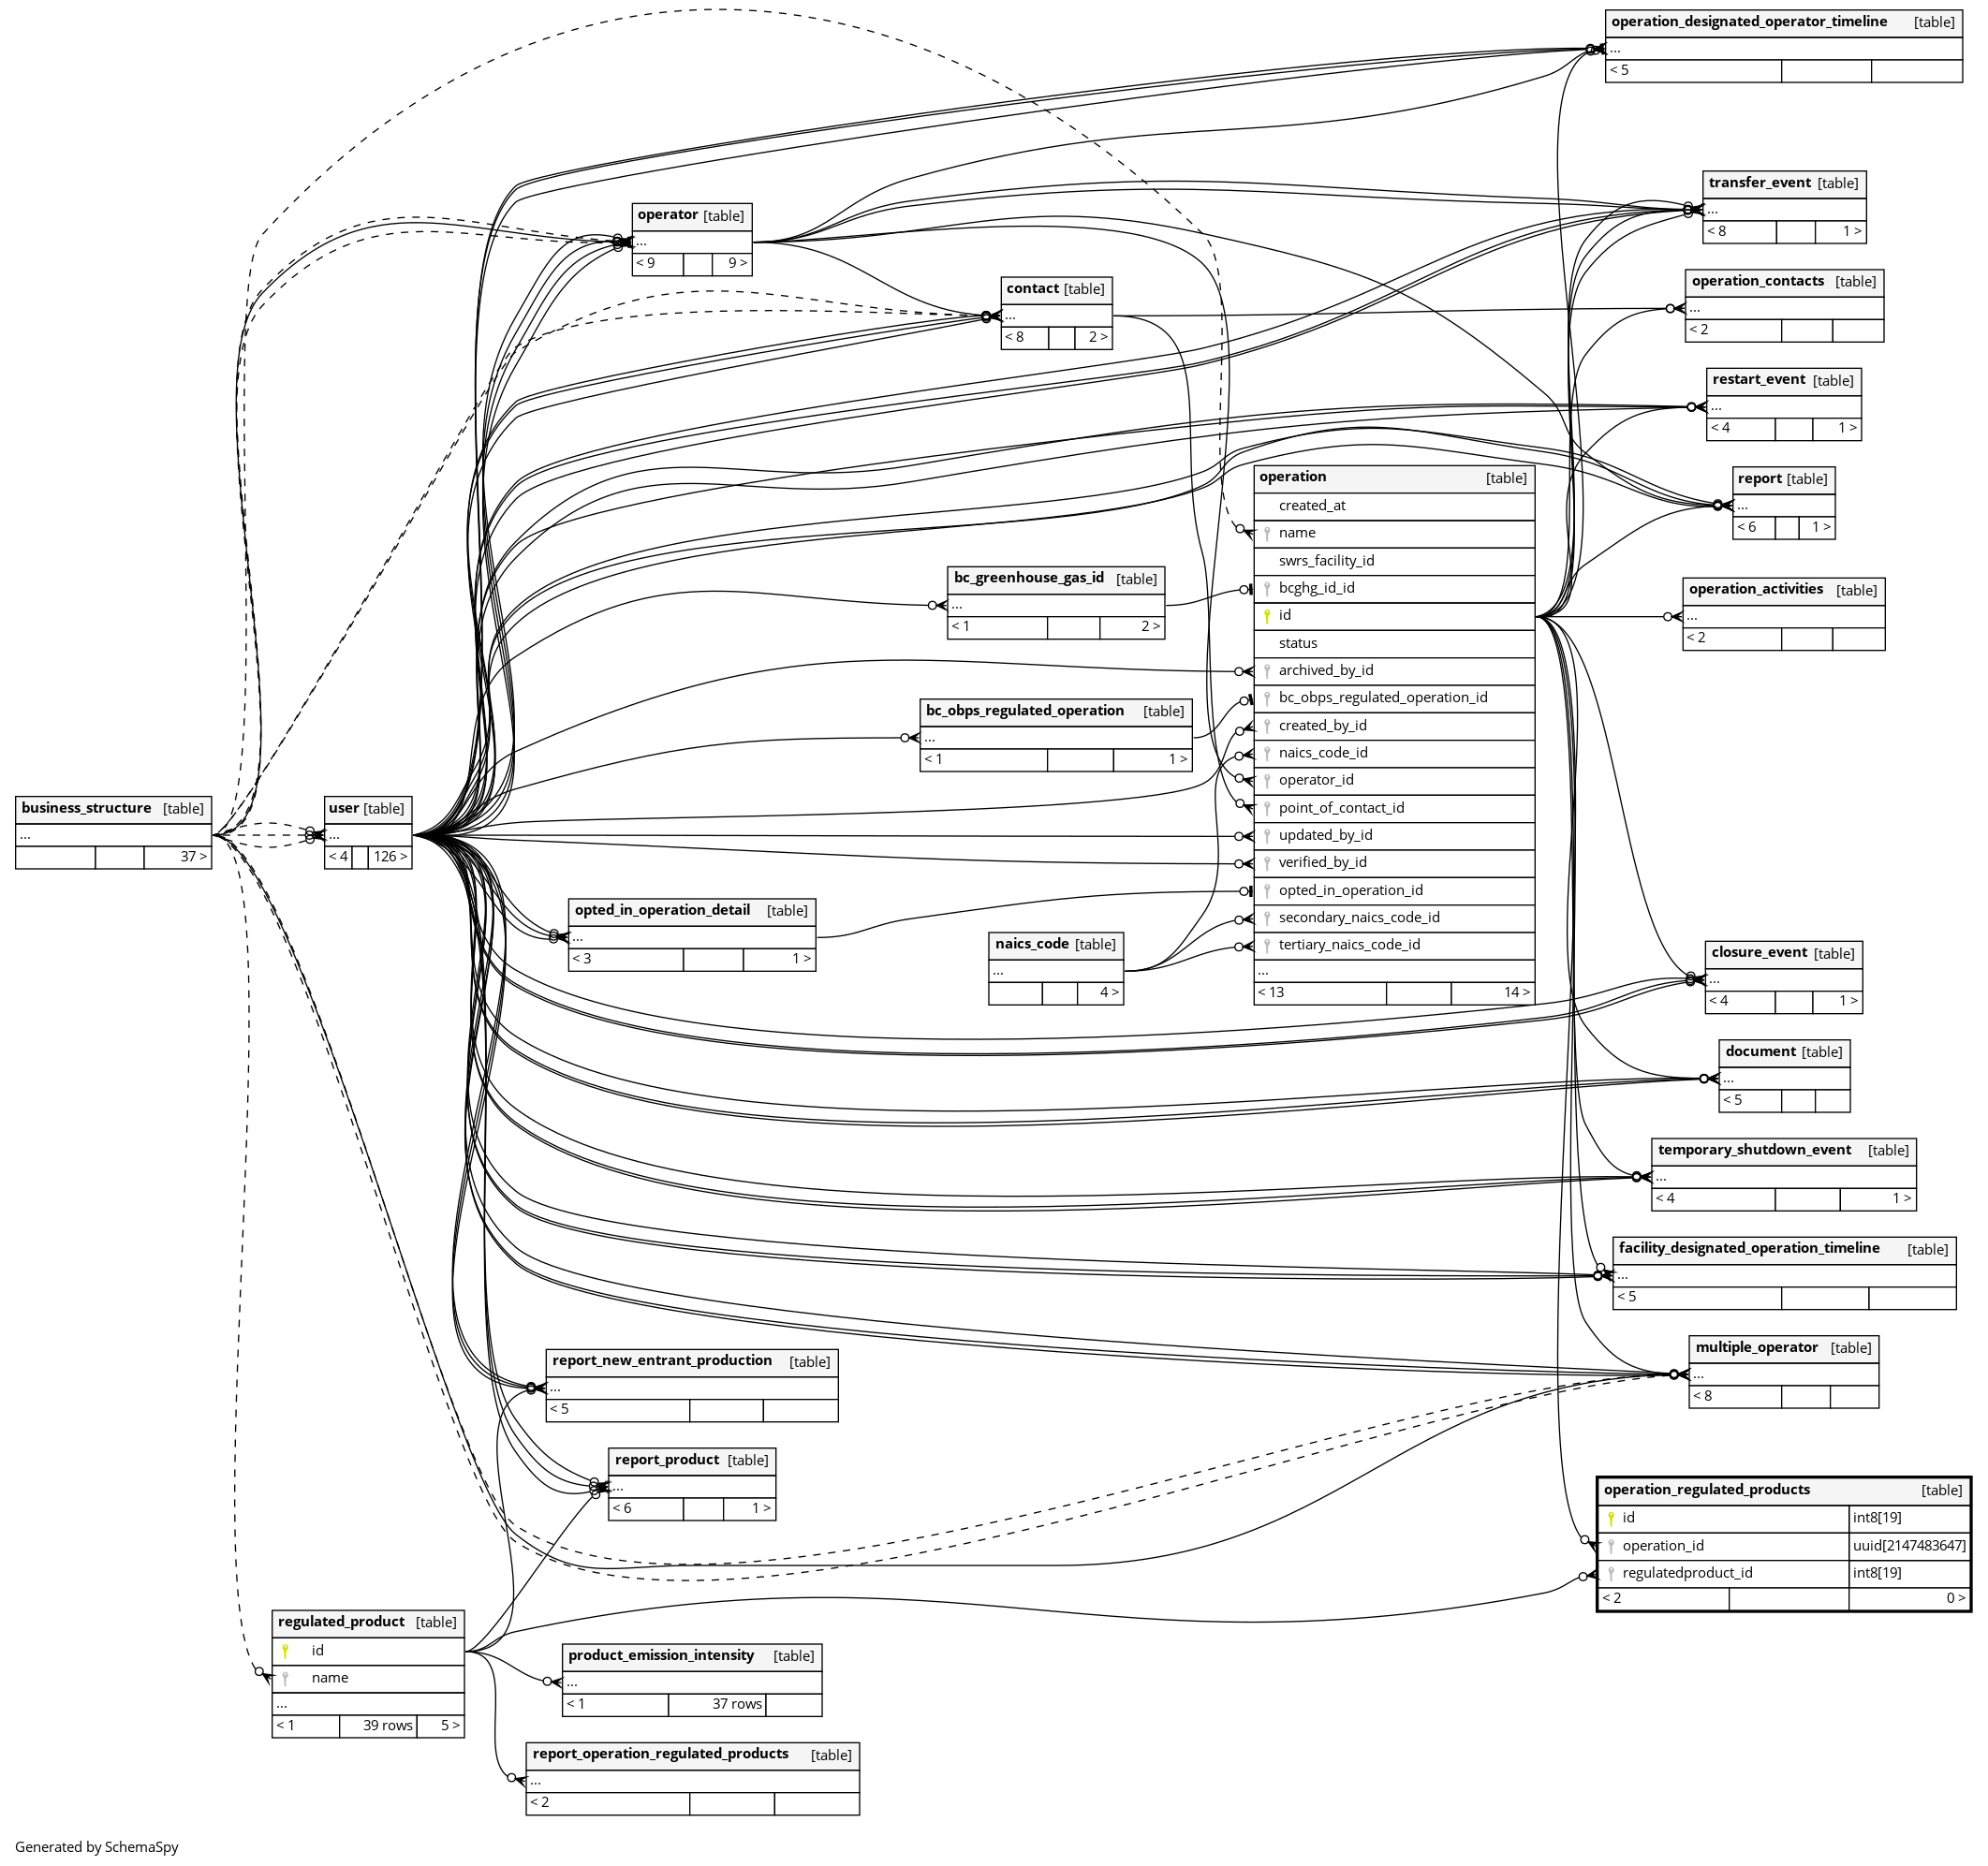 operation_designated_operator_timeline [table]
...
< 5
transfer_event [table]
...
< 8 1 >
operator [table]
...
< 9 9 >
operation_contacts [table]
...
< 2
contact [table]
...
< 8 2 >
restart_event [table]
...
< 4 1 >
report [table]
...
< 6 1 >
operation [table]
created_at
name
swrs_facility_id
bcghg_id_id
id
status
archived_by_id
bc_obps_regulated_operation_id
created_by_id
naics_code_id
operator_id
point_of_contact_id
updated_by_id
verified_by_id
opted_in_operation_id
secondary_naics_code_id
tertiary_naics_code_id
...
< 13 14 >
bc_greenhouse_gas_id [table]
...
< 1 2 >
operation_activities [table]
...
< 2
bc_obps_regulated_operation [table]
...
< 1 1 >
business_structure [table]
...
37 >
user [table]
...
< 4 126 >
opted_in_operation_detail [table]
...
< 3 1 >
naics_code [table]
...
4 >
closure_event [table]
...
< 4 1 >
document [table]
...
< 5
temporary_shutdown_event [table]
...
< 4 1 >
facility_designated_operation_timeline [table]
...
< 5
multiple_operator [table]
...
< 8
report_new_entrant_production [table]
...
< 5
report_product [table]
...
< 6 1 >
operation_regulated_products [table]
id int8[19]
operation_id uuid[2147483647]
regulatedproduct_id int8[19]
< 2 0 >
regulated_product [table]
id
name
...
< 1 39 rows 5 >
product_emission_intensity [table]
...
< 1 37 rows
report_operation_regulated_products [table]
...
< 2
Generated by SchemaSpy